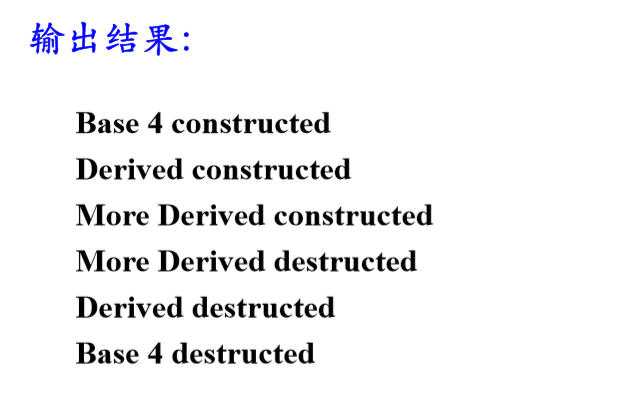 输出结果:
Base 4 constructed
Derived constructed
More Derived constructed
More Derived destructed
Derived destructed
Base 4 destructed